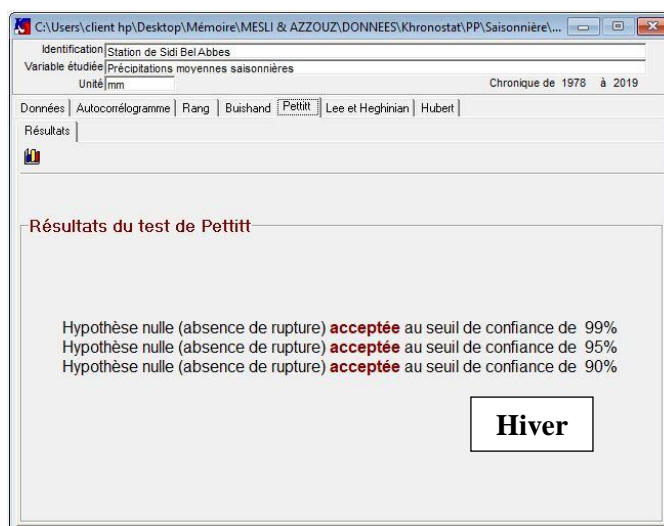 C:\Users\client hp\Desktop\Mémoire\MESLI & AZZOUZ\DONNEES\Khronostat\PP\Saisonnière\...
Identification Station de Sidi Bel Abbes
Variable étudiée Précipitations moyennes saisonnières
Unité mm Chronique de 1978 à 2019
Données Autocorrélogramme Rang Buishand Pettitt Lee et Heghinian Hubert
Résultats
Résultats du test de Pettitt
Hypothèse nulle (absence de rupture) acceptée au seuil de confiance de 99%
Hypothèse nulle (absence de rupture) acceptée au seuil de confiance de 95%
Hypothèse nulle (absence de rupture) acceptée au seuil de confiance de 90%
Hiver